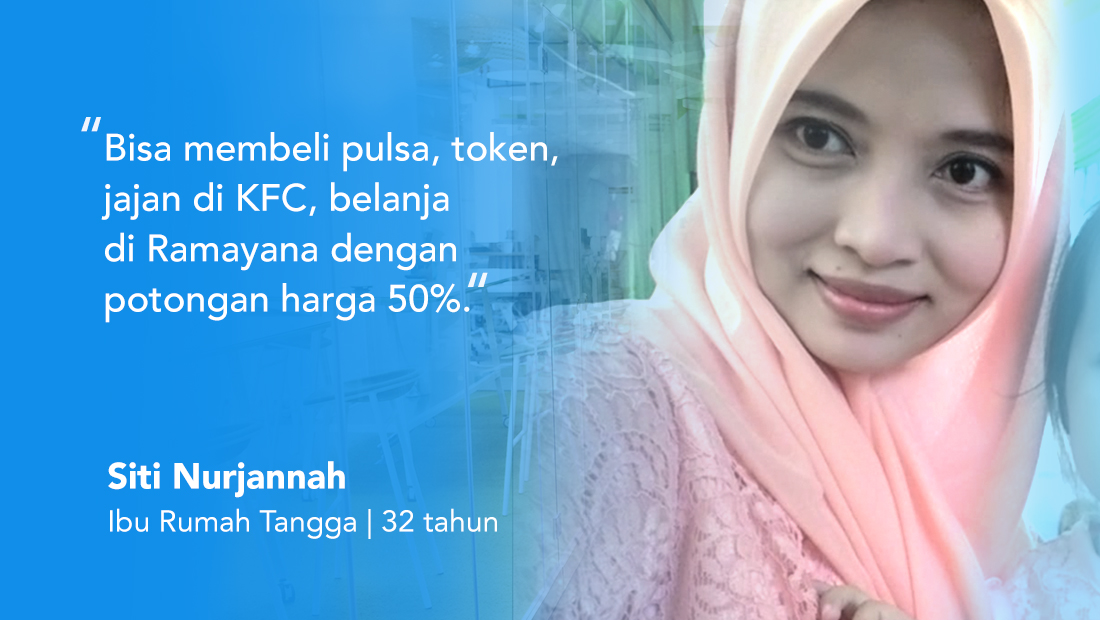 “Bisa membeli pulsa, token,
jajan di KFC, belanja
di Ramayana dengan
potongan harga 50%.“
Siti Nurjannah
Ibu Rumah Tangga | 32 tahun